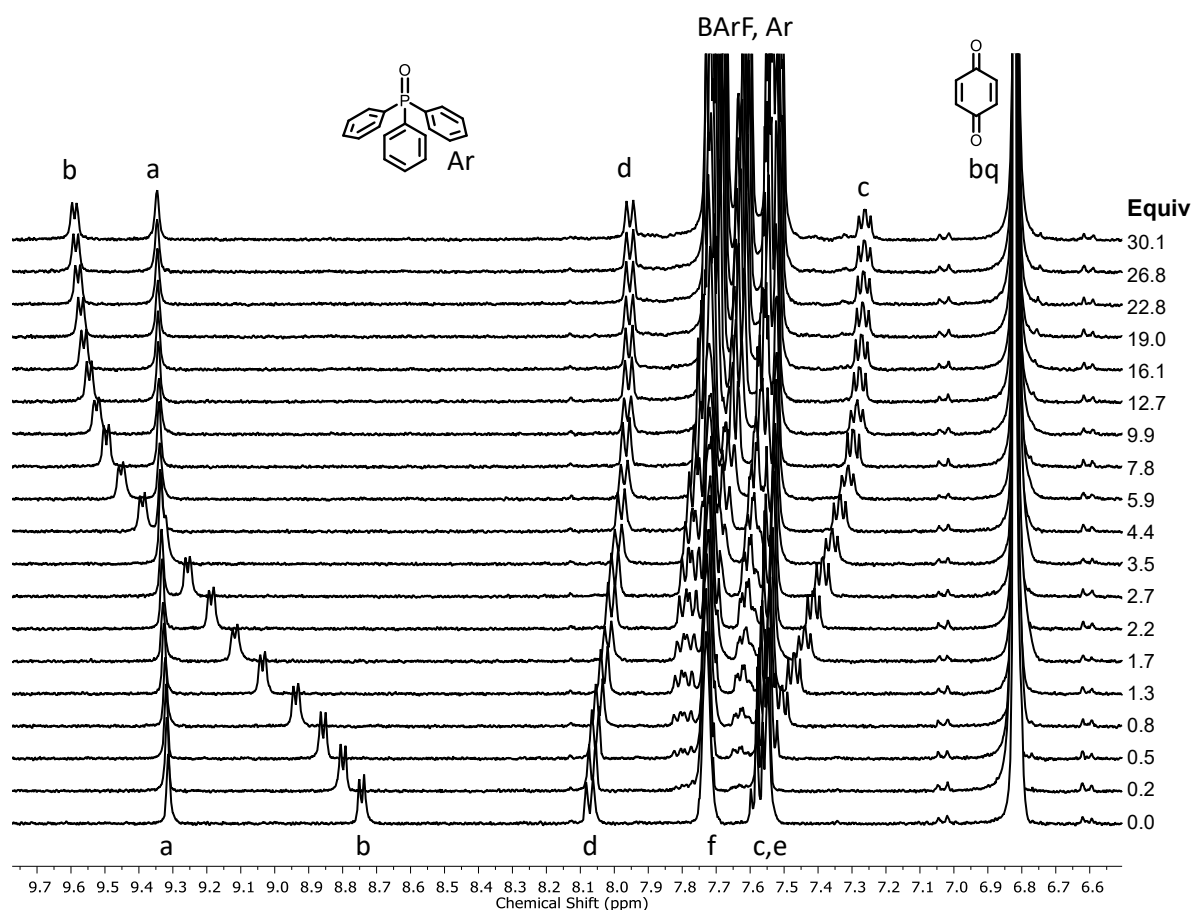 BArF, Ar
O
P
Ar
O
O
bq
b
a
d
c
Equiv
30.1
26.8
22.8
19.0
16.1
12.7
9.9
7.8
5.9
4.4
3.5
2.7
2.2
1.7
1.3
0.8
0.5
0.2
0.0
a
b
d
f
c,e
9.7 9.6 9.5 9.4 9.3 9.2 9.1 9.0 8.9 8.8 8.7 8.6 8.5 8.4 8.3 8.2 8.1 8.0 7.9 7.8 7.7 7.6 7.5 7.4 7.3 7.2 7.1 7.0 6.9 6.8 6.7 6.6
Chemical Shift (ppm)